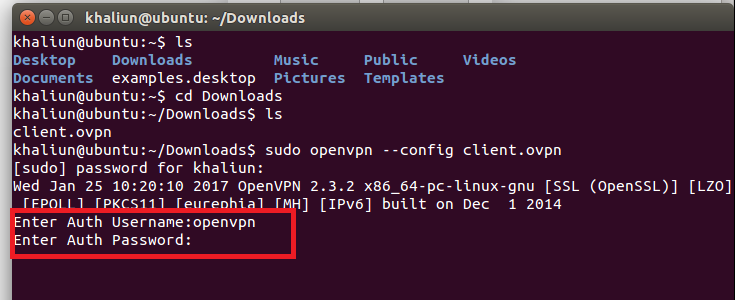 khaliun@ubuntu: ~/Downloads
khaliun@ubuntu:~$ ls
Desktop Downloads Music Public Videos
Documents examples.desktop Pictures Templates
khaliun@ubuntu:~$ cd Downloads
khaliun@ubuntu:~/Downloads$ ls
client.ovpn
khaliun@ubuntu:~/Downloads$ sudo openvpn --config client.ovpn
[sudo] password for khaliun:
Wed Jan 25 10:20:10 2017 OpenVPN 2.3.2 x86_64-pc-linux-gnu [SSL (OpenSSL)] [LZO]
[EPOLL] [PKCS11] [eurephia] [MH] [IPv6] built on Dec 1 2014
Enter Auth Username:openvpn
Enter Auth Password: